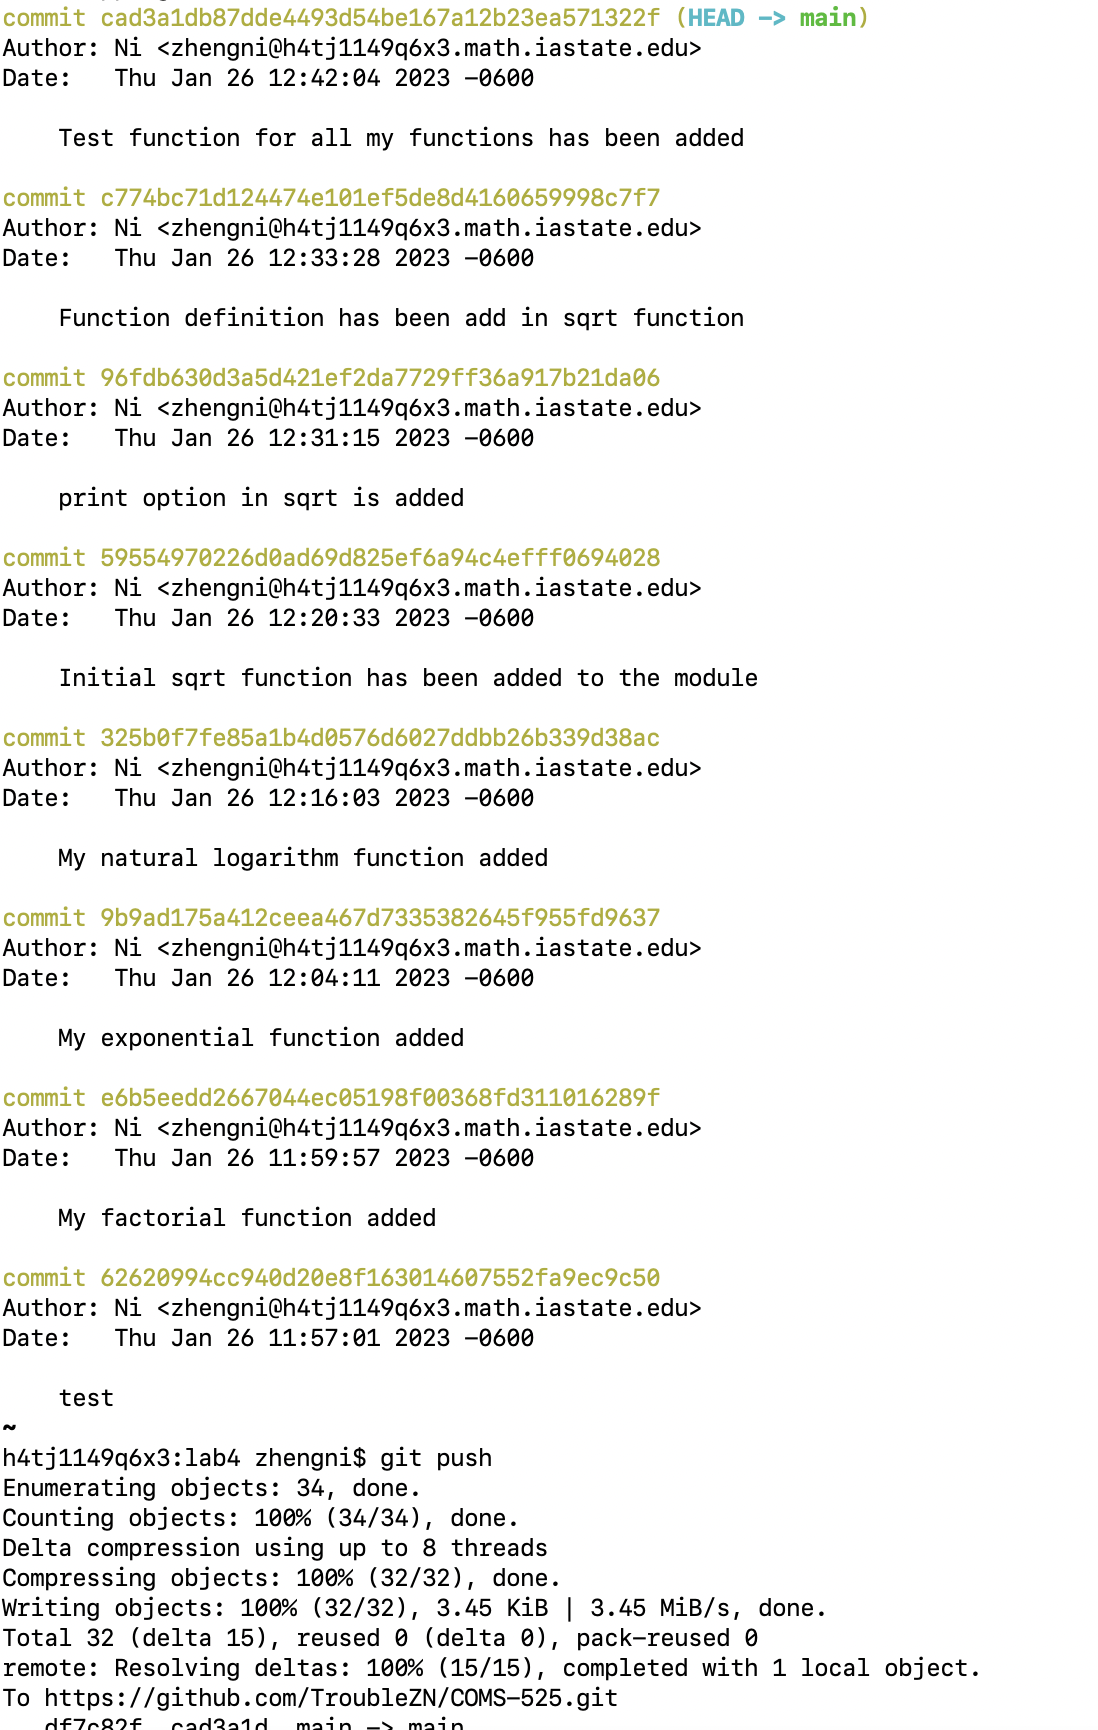 commit cad3a1db87dde4493d54be167a12b23ea571322f (HEAD -> main)
Author: Ni <zhengni@h4tj1149q6x3.math.iastate.edu>
Date:   Thu Jan 26 12:42:04 2023 -0600
Test function for all my functions has been added
commit c774bc71d124474e101ef5de8d4160659998c7f7
Author: Ni <zhengni@h4tj1149q6x3.math.iastate.edu>
Date:   Thu Jan 26 12:33:28 2023 -0600
Function definition has been add in sqrt function
commit 96fdb630d3a5d421ef2da7729ff36a917b21da06
Author: Ni <zhengni@h4tj1149q6x3.math.iastate.edu>
Date:   Thu Jan 26 12:31:15 2023 -0600
print option in sqrt is added
commit 59554970226d0ad69d825ef6a94c4efff0694028
Author: Ni <zhengni@h4tj1149q6x3.math.iastate.edu>
Date:   Thu Jan 26 12:20:33 2023 -0600
Initial sqrt function has been added to the module
commit 325b0f7fe85a1b4d0576d6027ddbb26b339d38ac
Author: Ni <zhengni@h4tj1149q6x3.math.iastate.edu>
Date:   Thu Jan 26 12:16:03 2023 -0600
My natural logarithm function added
commit 9b9ad175a412ceea467d7335382645f955fd9637
Author: Ni <zhengni@h4tj1149q6x3.math.iastate.edu>
Date:   Thu Jan 26 12:04:11 2023 -0600
My exponential function added
commit e6b5eedd2667044ec05198f00368fd311016289f
Author: Ni <zhengni@h4tj1149q6x3.math.iastate.edu>
Date:   Thu Jan 26 11:59:57 2023 -0600
My factorial function added
commit 62620994cc940d20e8f163014607552fa9ec9c50
Author: Ni <zhengni@h4tj1149q6x3.math.iastate.edu>
Date:   Thu Jan 26 11:57:01 2023 -0600
test
~
h4tj1149q6x3:lab4 zhengni$ git push
Enumerating objects: 34, done.
Counting objects: 100% (34/34), done.
Delta compression using up to 8 threads
Compressing objects: 100% (32/32), done.
Writing objects: 100% (32/32), 3.45 KiB | 3.45 MiB/s, done.
Total 32 (delta 15), reused 0 (delta 0), pack-reused 0
remote: Resolving deltas: 100% (15/15), completed with 1 local object.
To https://github.com/TroubleZN/COMS-525.git
df7c82f..cad3a1d  main -> main